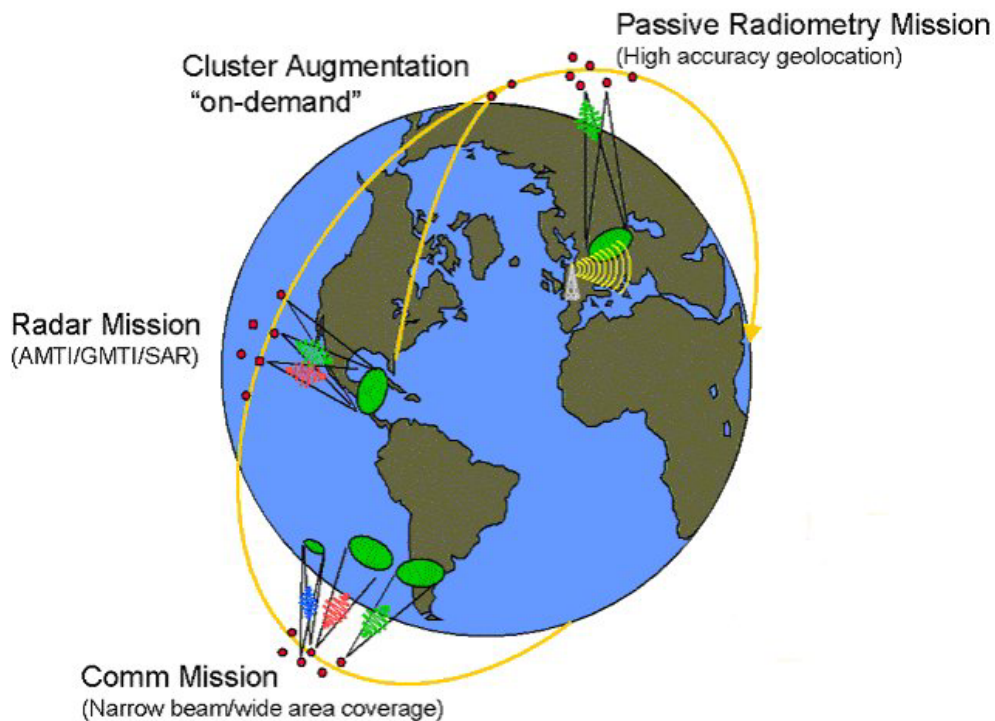 Passive Radiometry Mission
(High accuracy geolocation)
Cluster Augmentation
"on-demand"
Radar Mission
(AMTI/GMTI/SAR)
Comm Mission
(Narrow beam/wide area coverage)